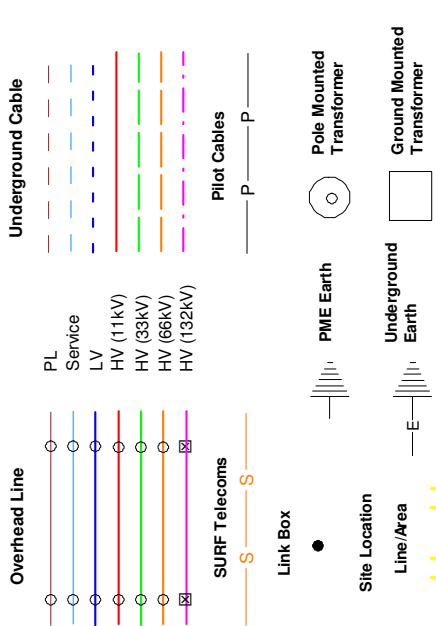 Overhead Line
Underground Cable
PL
Service
LV
HV (11kV)
HV (33kV)
HV (66kV)
HV (132kV)
SURF Telecoms
S S
Pilot Cables
P P
Link Box
PME Earth
Pole Mounted
Transformer
Site Location
Line/Area
E
Underground
Earth
Ground Mounted
Transformer